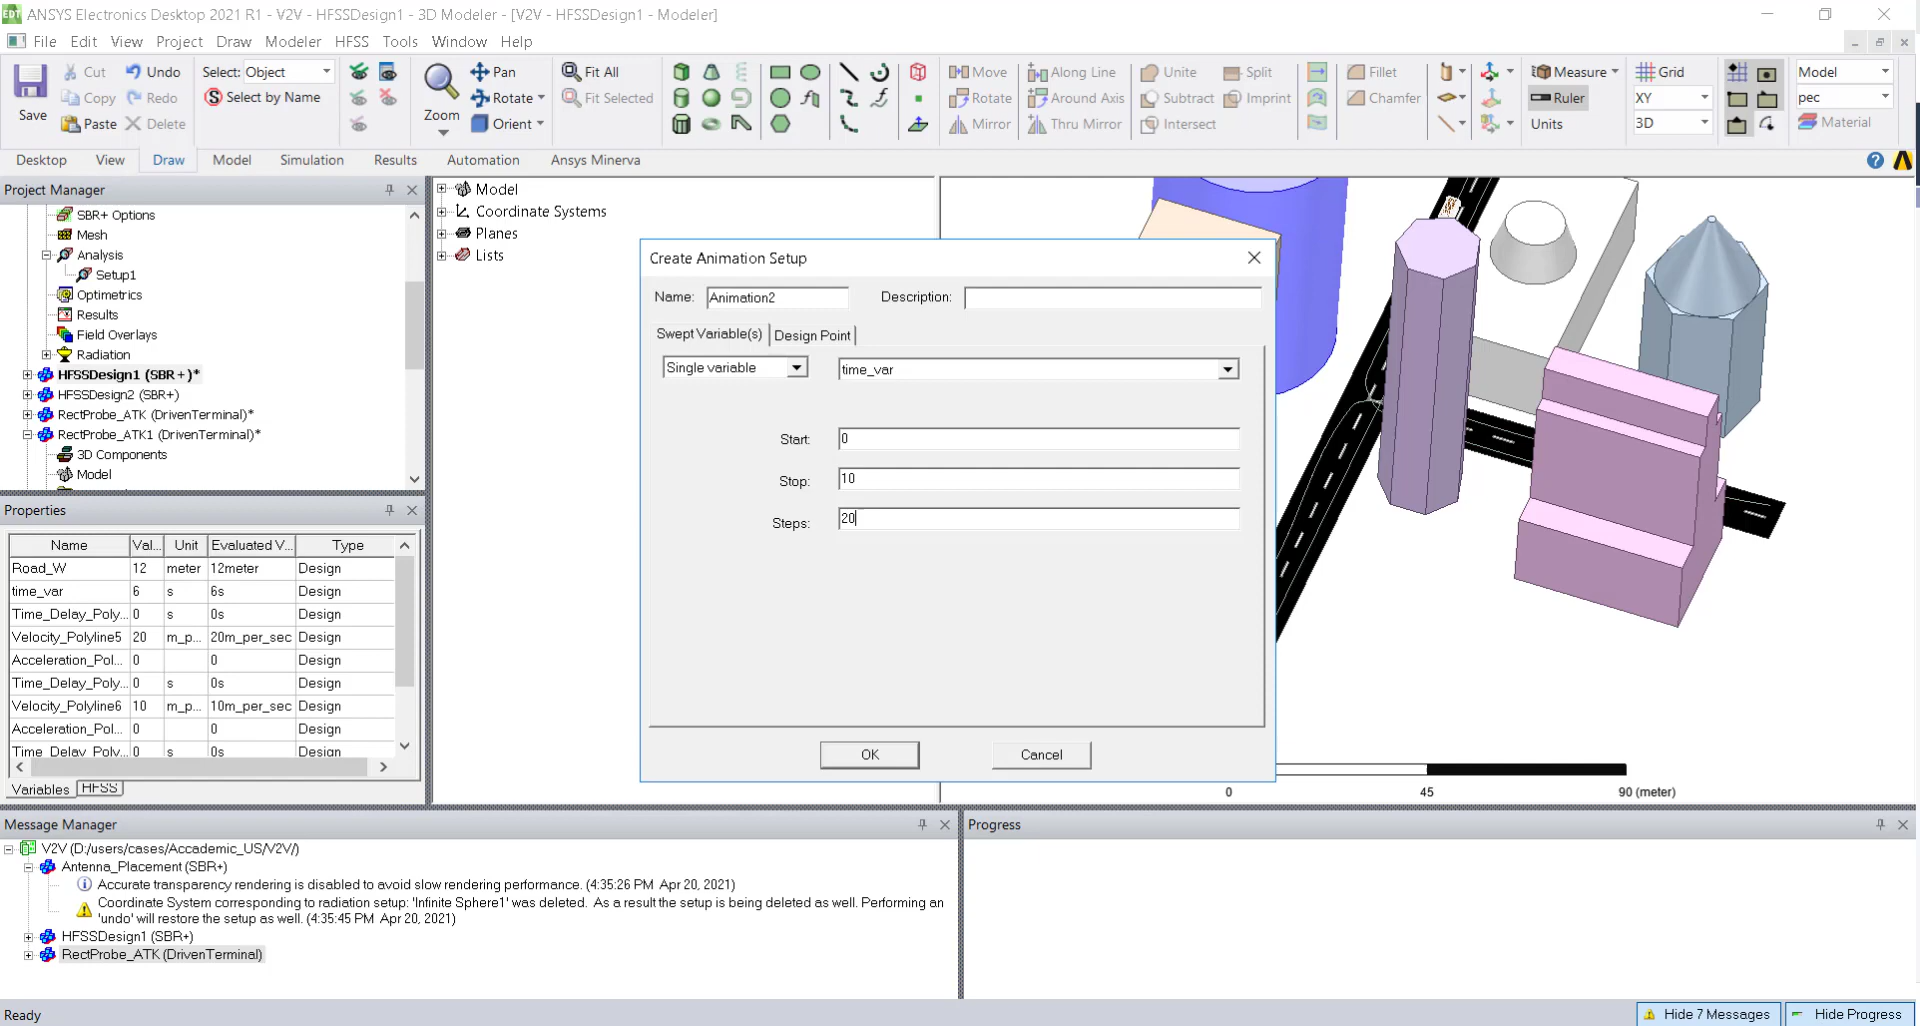 ANSYS Electronics Desktop 2021 R1 - V2V - HFSSDesign1 - 3D Modeler - [V2V - HFSSDesign1 - Modeler]
File Edit View Project Draw Modeler HFSS Tools Window Help
Save
Cut Undo
Copy Redo
Paste Delete
Select: Object
Select by Name
Zoom
Pan
Rotate
Orient
Fit All
Fit Selected
Move Along Line
Rotate Around Axis
Mirror Thru Mirror
Unite Split
Subtract Imprint
Intersect
Fillet
Chamfer
Measure
Ruler
Units
Grid
XY
3D
Model
pec
Material
Desktop View Draw Model Simulation Results Automation Ansys Minerva
Project Manager
SBR+ Options
Mesh
Analysis
Setup1
Optimetrics
Results
Field Overlays
Radiation
HFSSDesign1 (SBR+)*
HFSSDesign2 (SBR+)
RectProbe_ATK (DrivenTerminal)*
RectProbe_ATK1 (DrivenTerminal)*
3D Components
Model
Properties
Name Val... Unit Evaluated V... Type
Road_W 12 meter 12meter Design
time_var 6 s 6s Design
Time_Delay_Poly... 0 s 0s Design
Velocity_Polyline5 20 m_p... 20m_per_sec Design
Acceleration_Pol... 0 0 Design
Time_Delay_Poly... 0 s 0s Design
Velocity_Polyline6 10 m_p... 10m_per_sec Design
Acceleration_Pol... 0 0 Design
Time_Delay_Poly... 0 s 0s Design
Variables HFSS
Model
Coordinate Systems
Planes
Lists
Create Animation Setup
Name: Animation2 Description:
Swept Variable(s) Design Point
Single variable time_var
Start: 0
Stop: 10
Steps: 20
OK Cancel
0 45 90 (meter)
Message Manager
V2V (D:/users/cases/Accademic_US/V2V/)
Antenna_Placement (SBR+)
Accurate transparency rendering is disabled to avoid slow rendering performance. (4:35:26 PM Apr 20, 2021)
Coordinate System corresponding to radiation setup: 'Infinite Sphere1' was deleted. As a result the setup is being deleted as well. Performing an
'undo' will restore the setup as well. (4:35:45 PM Apr 20, 2021)
HFSSDesign1 (SBR+)
RectProbe_ATK (DrivenTerminal)
Progress
Ready
Hide 7 Messages Hide Progress